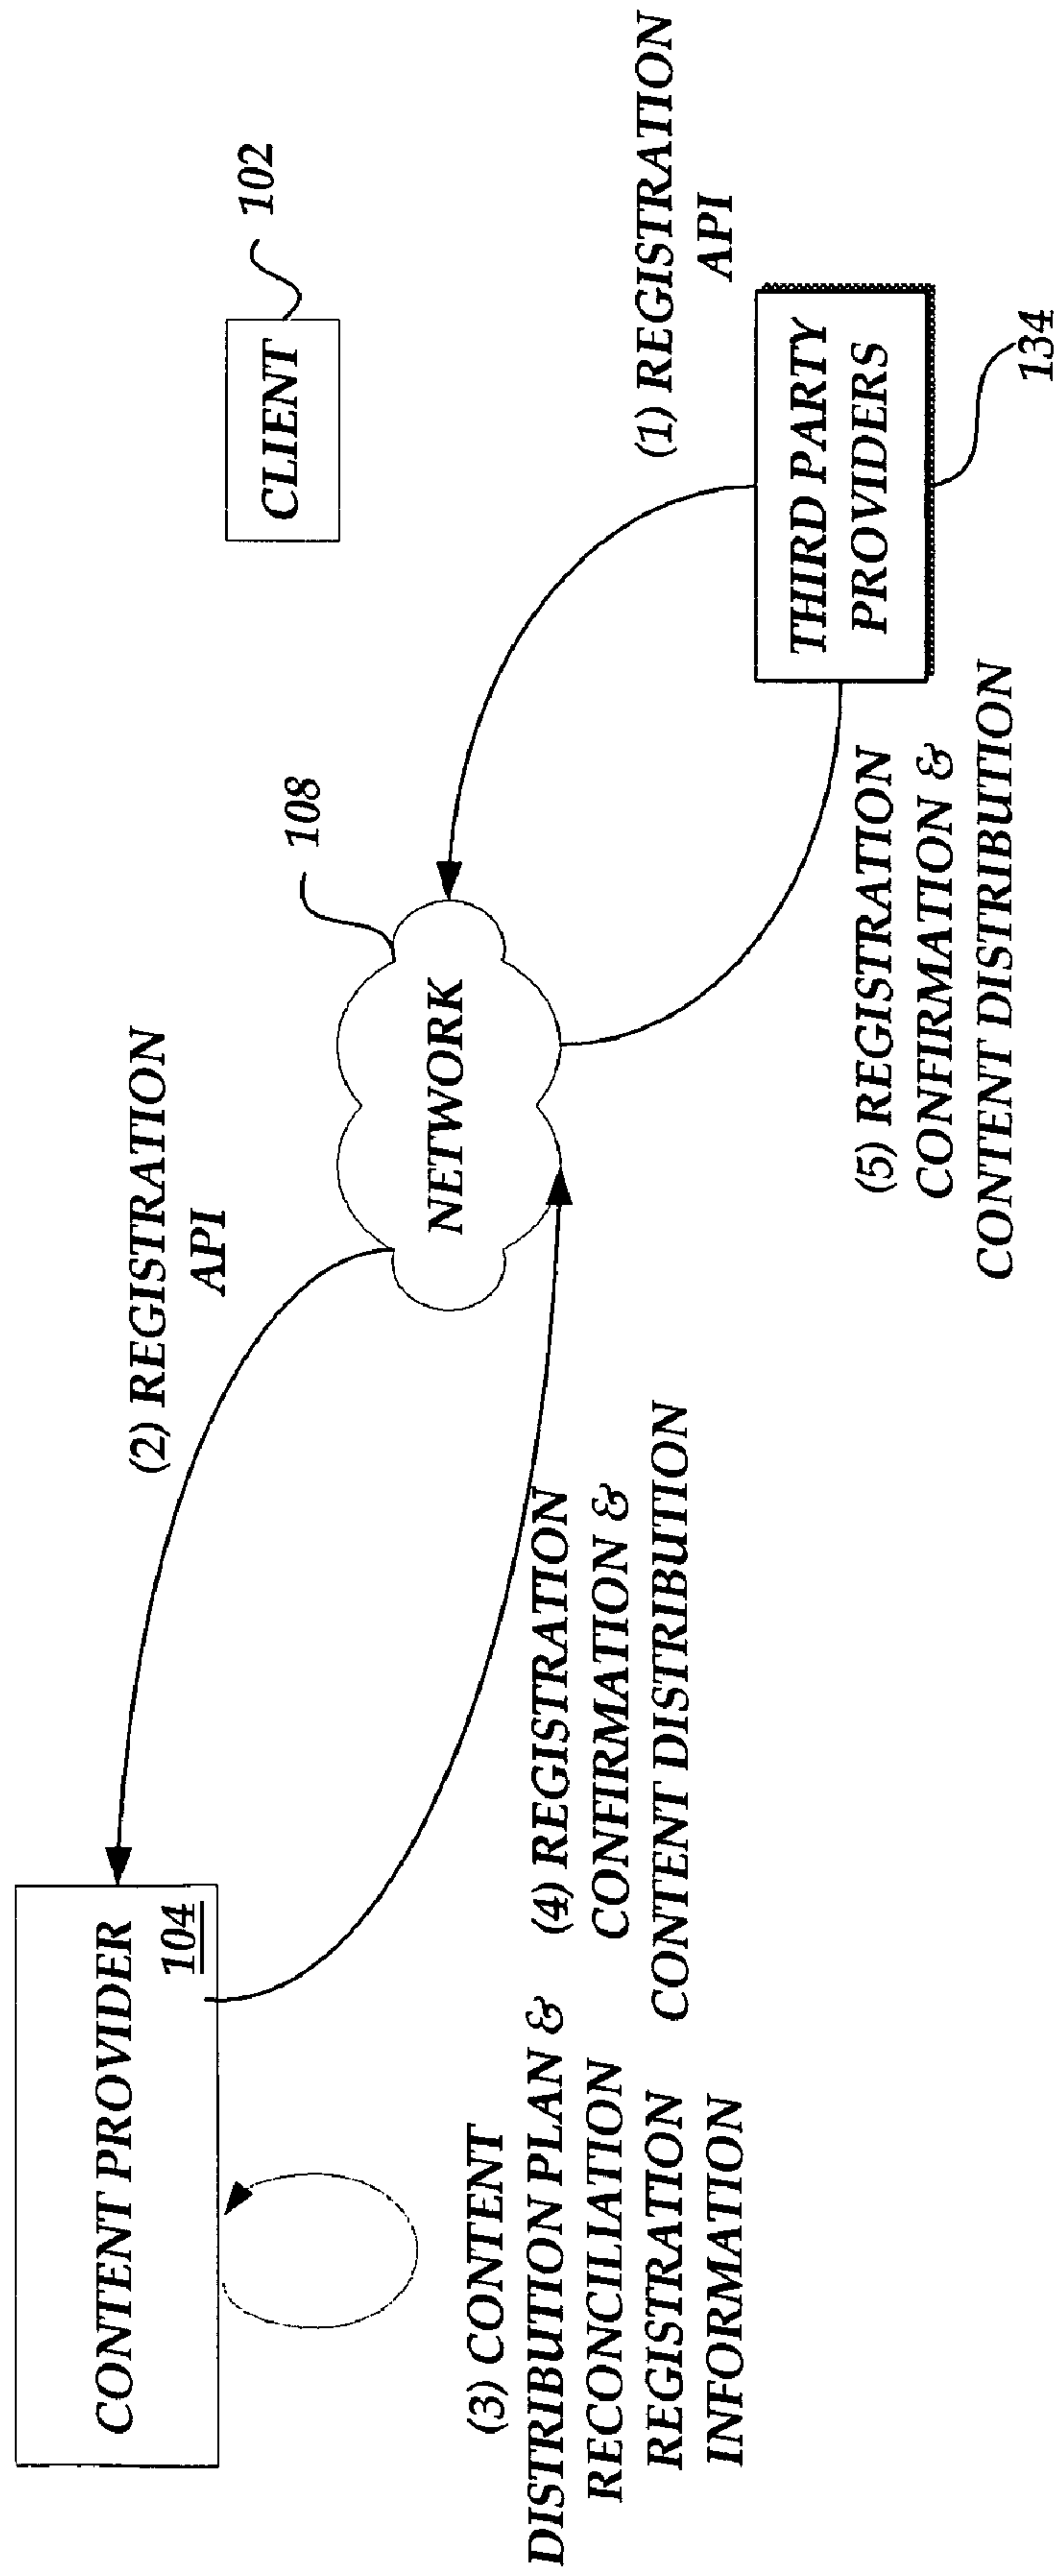 CONTENT PROVIDER
104
(2) REGISTRATION
API
CLIENT
102
108
NETWORK
(1) REGISTRATION
API
THIRD PARTY
PROVIDERS
134
(3) CONTENT
DISTRIBUTION PLAN &
RECONCILIATION
REGISTRATION
INFORMATION
(4) REGISTRATION
CONFIRMATION &
CONTENT DISTRIBUTION
(5) REGISTRATION
CONFIRMATION &
CONTENT DISTRIBUTION